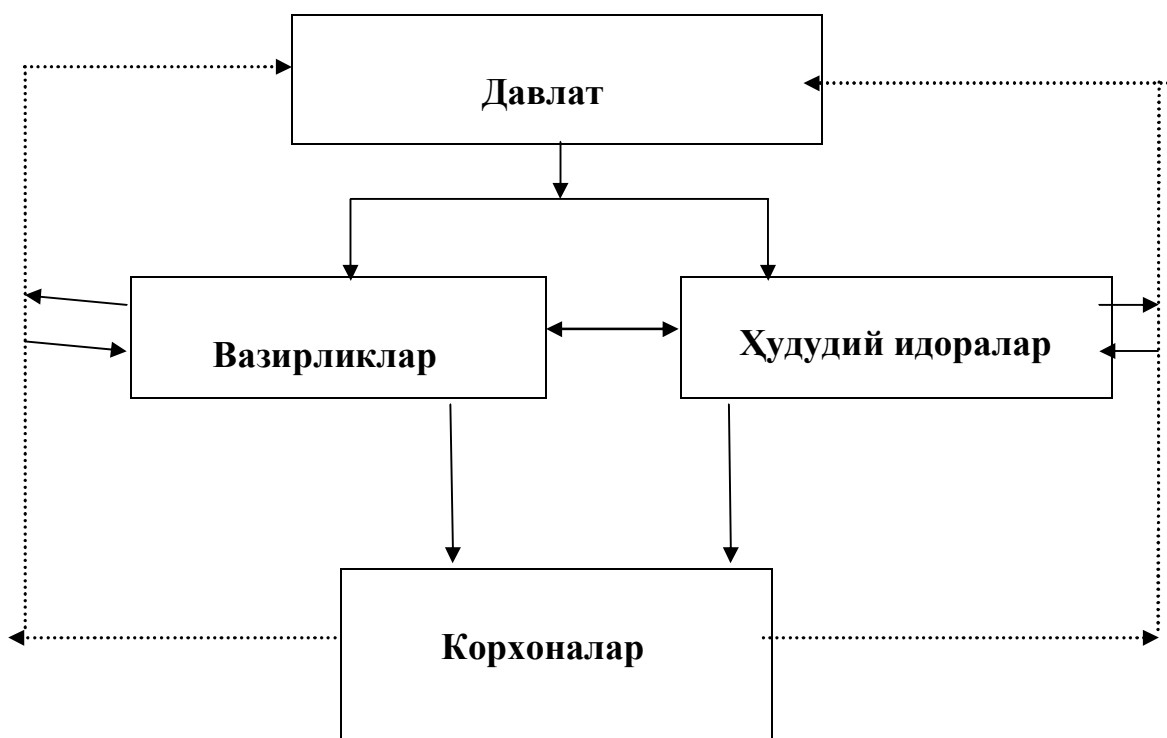 Давлат
Вазирликлар
Ҳудудий идоралар
Корхоналар